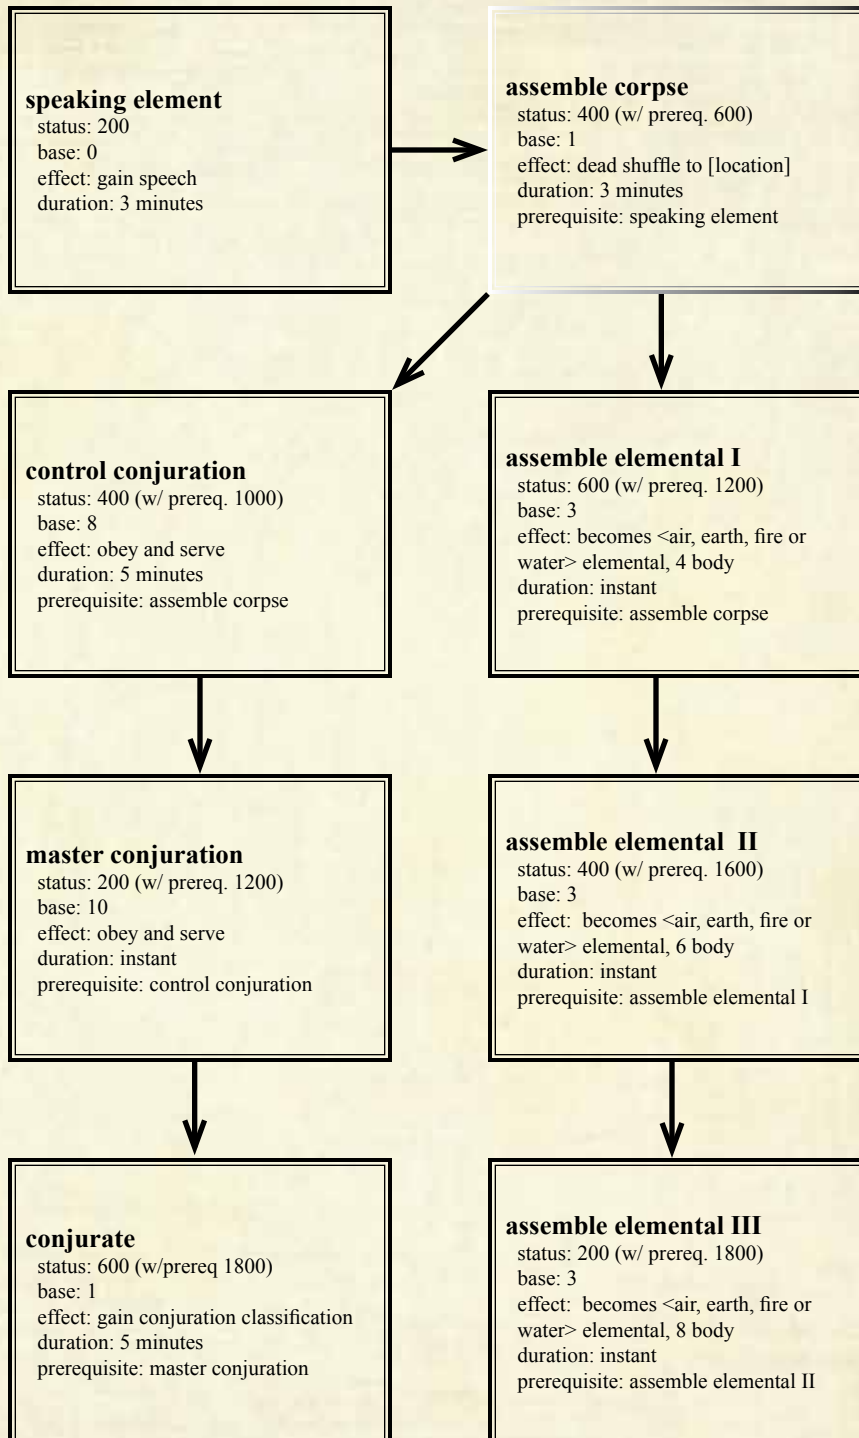 speaking element
status: 200
base: 0
effect: gain speech
duration: 3 minutes
assemble corpse
status: 400 (w/ prereq. 600)
base: 1
effect: dead shuffle to [location]
duration: 3 minutes
prerequisite: speaking element
control conjuration
status: 400 (w/ prereq. 1000)
base: 8
effect: obey and serve
duration: 5 minutes
prerequisite: assemble corpse
assemble elemental I
status: 600 (w/ prereq. 1200)
base: 3
effect: becomes <air, earth, fire or
water> elemental, 4 body
duration: instant
prerequisite: assemble corpse
master conjuration
status: 200 (w/ prereq. 1200)
base: 10
effect: obey and serve
duration: instant
prerequisite: control conjuration
assemble elemental  II
status: 400 (w/ prereq. 1600)
base: 3
effect:  becomes <air, earth, fire or
water> elemental, 6 body
duration: instant
prerequisite: assemble elemental I
conjurate
status: 600 (w/prereq 1800)
base: 1
effect: gain conjuration classification
duration: 5 minutes
prerequisite: master conjuration
assemble elemental III
status: 200 (w/ prereq. 1800)
base: 3
effect:  becomes <air, earth, fire or
water> elemental, 8 body
duration: instant
prerequisite: assemble elemental II